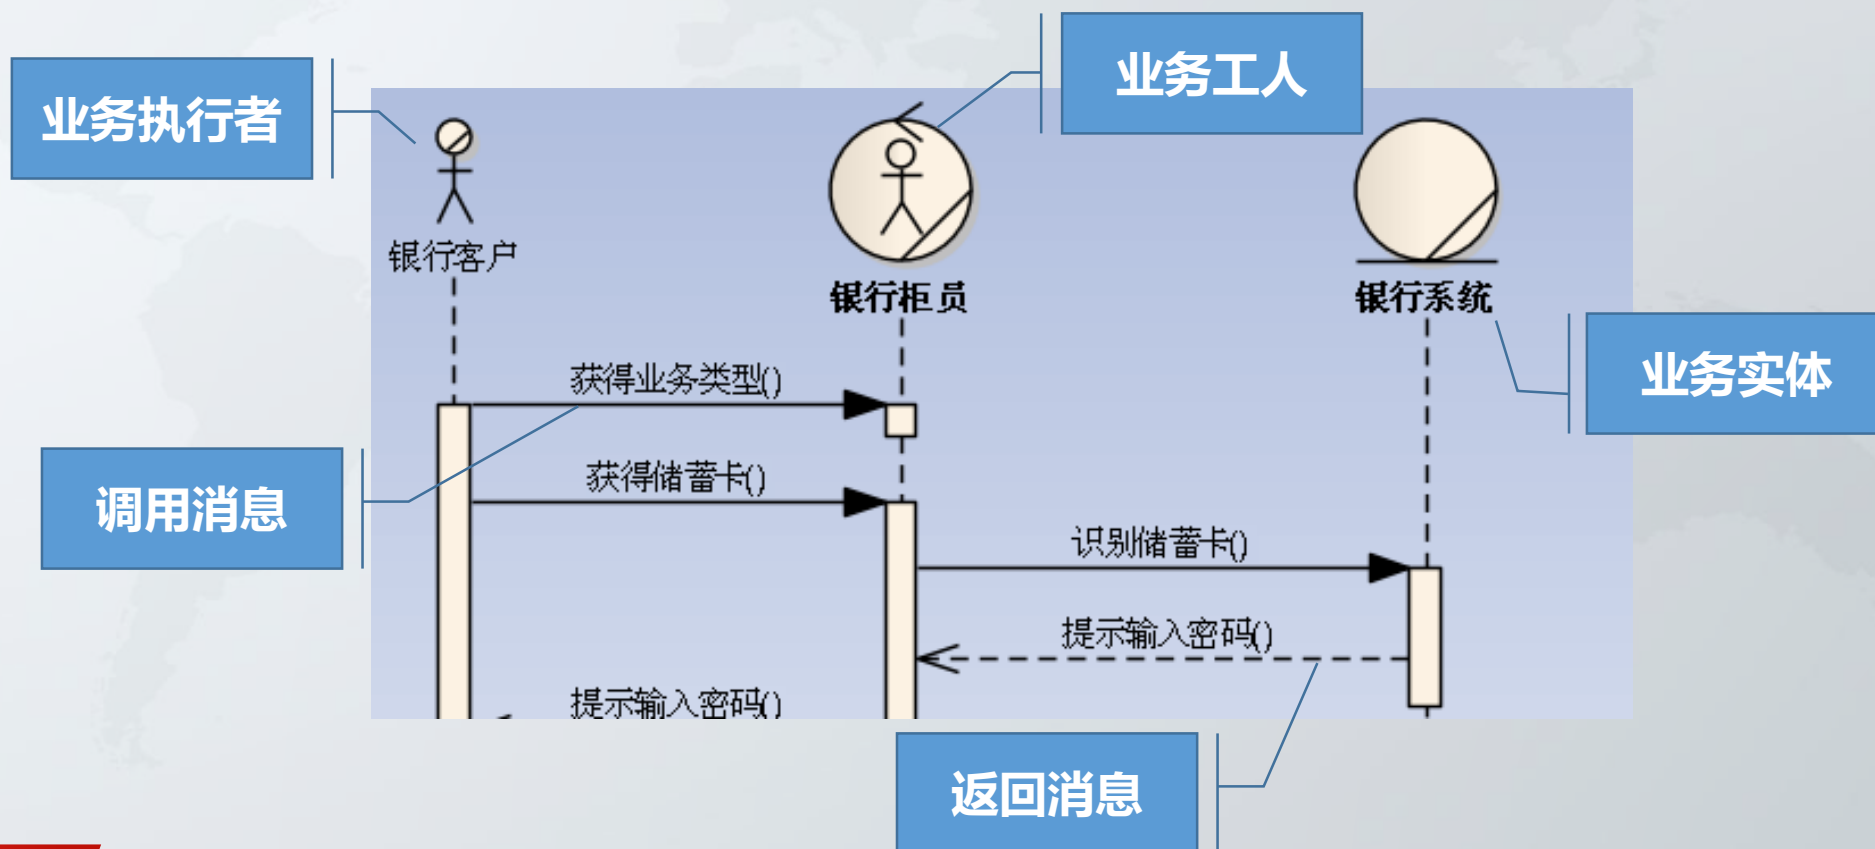 业务工人
业务执行者
银行客户
银行柜员
银行系统
业务实体
获得业务类型()
获得储蓄卡()
调用消息
识别储蓄卡()
提示输入密码()
提示输入密码()
返回消息